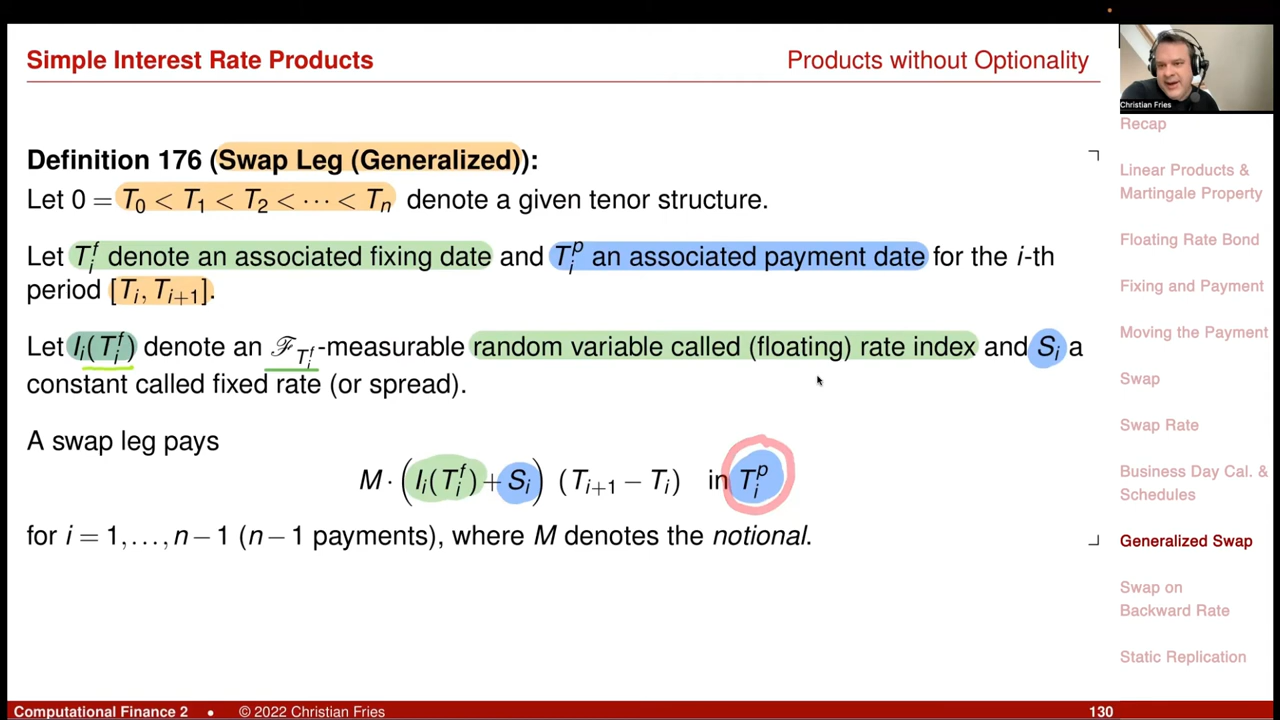 Simple Interest Rate Products
Products without Optionality
Christian Fries
Definition 176 (Swap Leg (Generalized)):
Let 0 = T₀ < T₁ < T₂ < ⋯ < Tₙ denote a given tenor structure.
Let Tᵢᶠ denote an associated fixing date and Tᵢᵖ an associated payment date for the i-th
period [Tᵢ, Tᵢ₊₁].
Let Iᵢ(Tᵢᶠ) denote an ℱ_{Tᵢᶠ}-measurable random variable called (floating) rate index and Sᵢ a
constant called fixed rate (or spread).
A swap leg pays
M · (Iᵢ(Tᵢᶠ) + Sᵢ) (Tᵢ₊₁ − Tᵢ) in Tᵢᵖ
for i = 1, …, n − 1 (n − 1 payments), where M denotes the notional.
Recap
Linear Products &
Martingale Property
Floating Rate Bond
Fixing and Payment
Moving the Payment
Swap
Swap Rate
Business Day Cal. &
Schedules
Generalized Swap
Swap on
Backward Rate
Static Replication
Computational Finance 2 • © 2022 Christian Fries
130